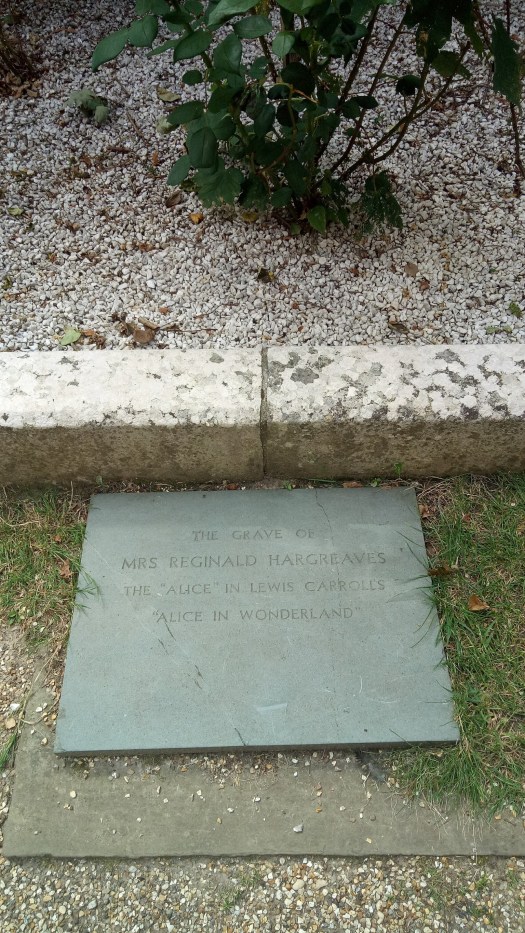 THE GRAVE OF
MRS REGINALD HARGREAVES
THE "ALICE" IN LEWIS CARROLLS
"ALICE IN WONDERLAND"